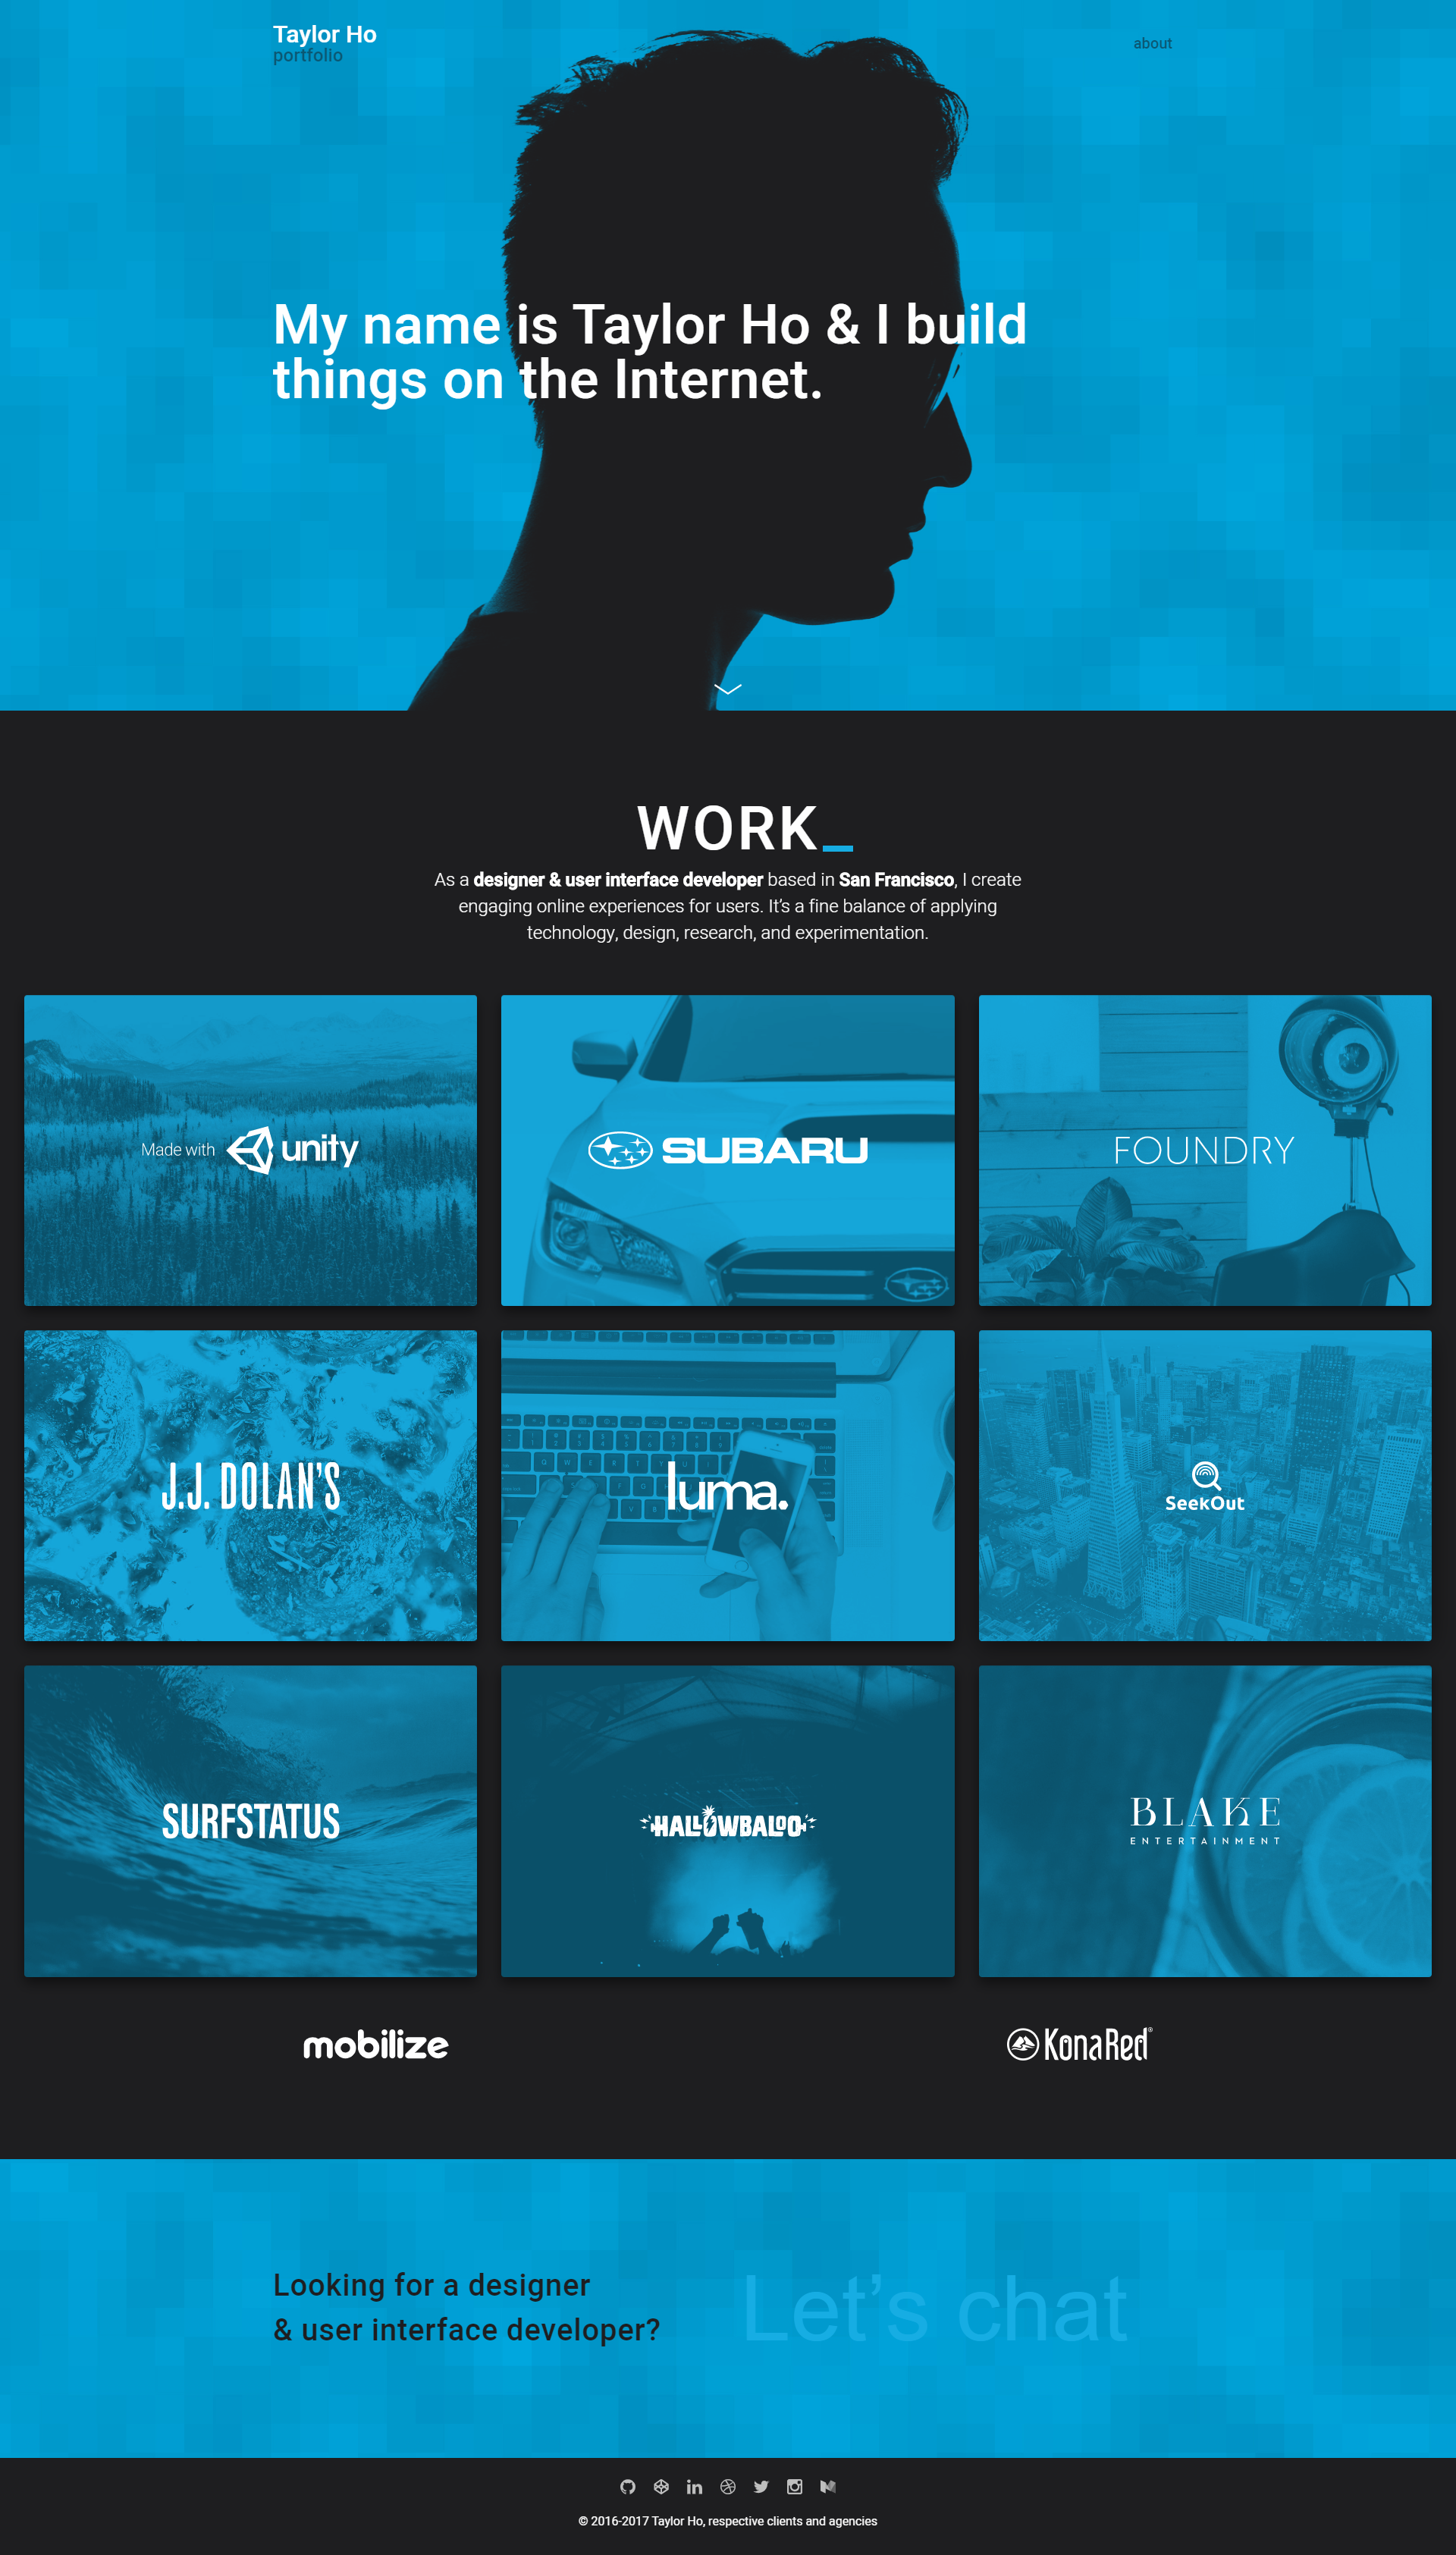 Taylor Ho
portfolio
about
My name is Taylor Ho & I build
things on the Internet.
WORK_
As a designer & user interface developer based in San Francisco, I create
engaging online experiences for users. It’s a fine balance of applying
technology, design, research, and experimentation.
Made with unity
SUBARU
FOUNDRY
J.J. DOLAN’S
luma.
SeekOut
SURFSTATUS
HALLOWBALOO
BLAKE
ENTERTAINMENT
mobilize
KonaRed®
Looking for a designer
& user interface developer?
Let’s chat
© 2016-2017 Taylor Ho, respective clients and agencies